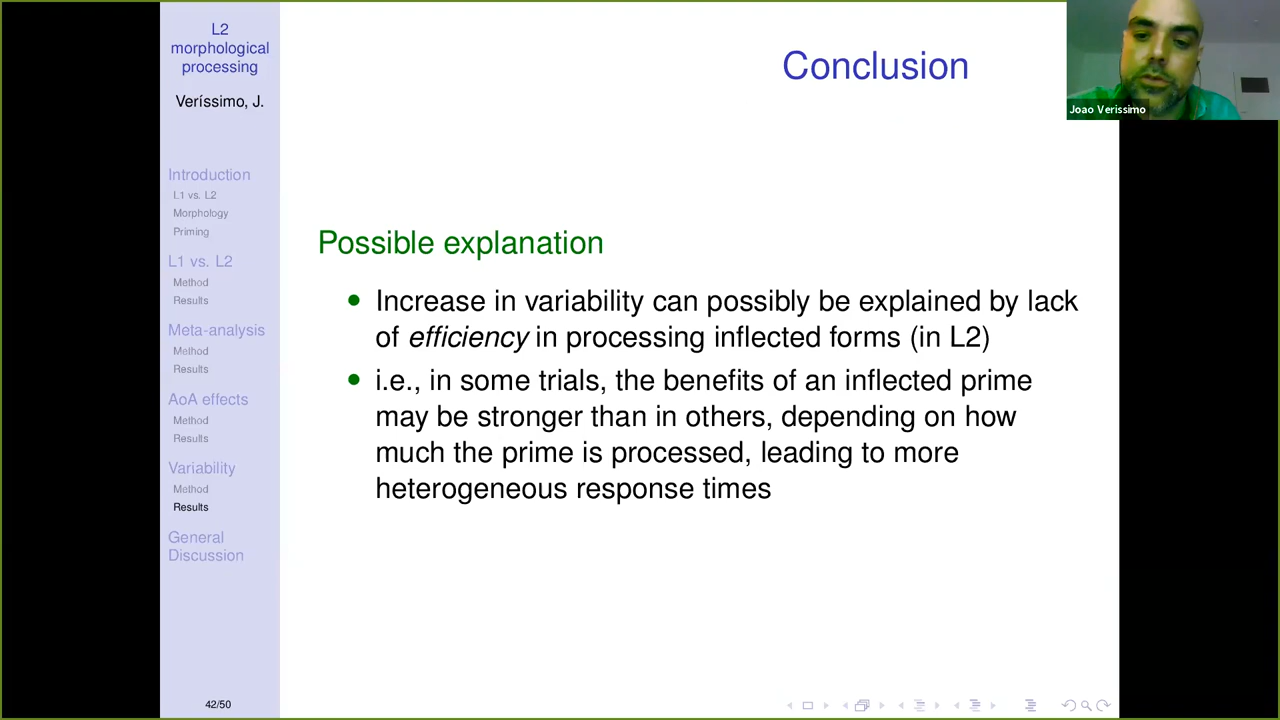 L2
morphological
processing
Veríssimo, J.
Introduction
L1 vs. L2
Morphology
Priming
L1 vs. L2
Method
Results
Meta-analysis
Method
Results
AoA effects
Method
Results
Variability
Method
Results
General
Discussion
42/50
Conclusion
Possible explanation
Increase in variability can possibly be explained by lack
of efficiency in processing inflected forms (in L2)
i.e., in some trials, the benefits of an inflected prime
may be stronger than in others, depending on how
much the prime is processed, leading to more
heterogeneous response times
Joao Verissimo